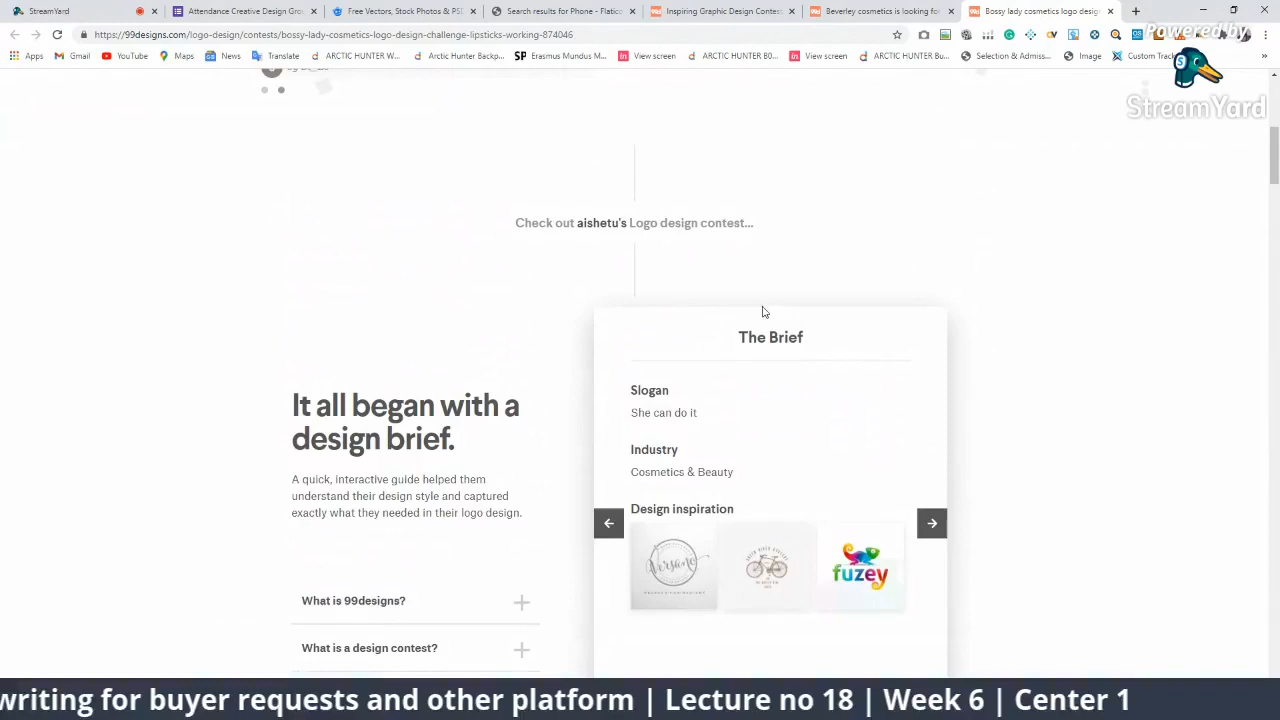 StreamYard
Attendance Creative Design Gro
Free Vectors, Stock Photos & PSD
Search results for Phone - Flatico
Inspiring Graphic Design Contes
Beverley cosmetics is looking fo
Bossy lady cosmetics logo desig
https://99designs.com/logo-design/contests/bossy-lady-cosmetics-logo-design-creative-lipsters-working-874046
Apps
Gmail
YouTube
Maps
News
Translate
ARCTIC HUNTER W...
Arctic Hunter Backp...
Erasmus Mundus M...
View screen
ARCTIC HUNTER B0...
View screen
ARCTIC HUNTER Bu...
Selection & Admiss...
Image
Custom Track
Powered by
StreamYard
Check out aishetu's Logo design contest...
The Brief
Slogan
She can do it
Industry
Cosmetics & Beauty
Design inspiration
It all began with a
design brief.
A quick, interactive guide helped them
understand their design style and captured
exactly what they needed in their logo design.
Versano
fuzey
What is 99designs?
What is a design contest?
writing for buyer requests and other platform | Lecture no 18 | Week 6 | Center 1